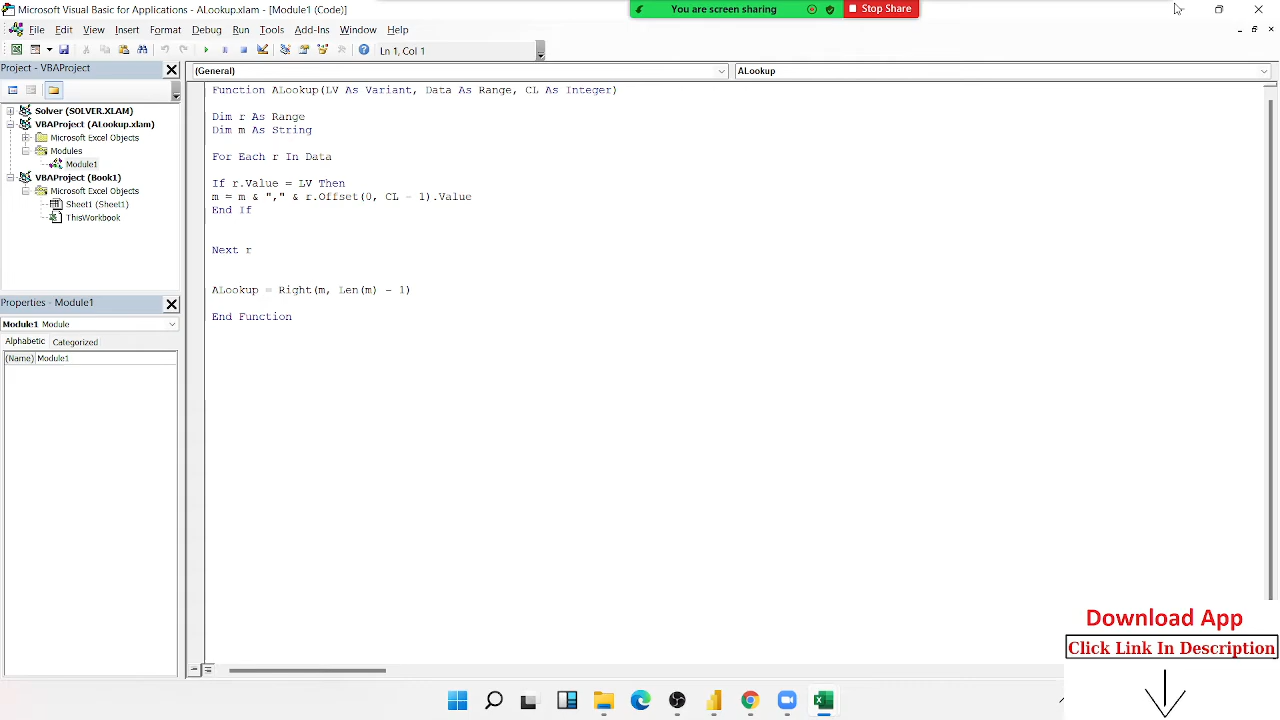 Microsoft Visual Basic for Applications - ALookup.xlam - [Module1 (Code)]
You are screen sharing
Stop Share
File Edit View Insert Format Debug Run Tools Add-Ins Window Help
Ln 1, Col 1
Project - VBAProject
(General)
ALookup
Solver (SOLVER.XLAM)
VBAProject (ALookup.xlam)
Microsoft Excel Objects
Modules
Module1
VBAProject (Book1)
Microsoft Excel Objects
Sheet1 (Sheet1)
ThisWorkbook
Function ALookup(LV As Variant, Data As Range, CL As Integer)
Dim r As Range
Dim m As String
For Each r In Data
If r.Value = LV Then
m = m & "," & r.Offset(0, CL - 1).Value
End If
Next r
ALookup = Right(m, Len(m) - 1)
End Function
Properties - Module1
Module1 Module
Alphabetic Categorized
(Name) Module1
Download App
Click Link In Description